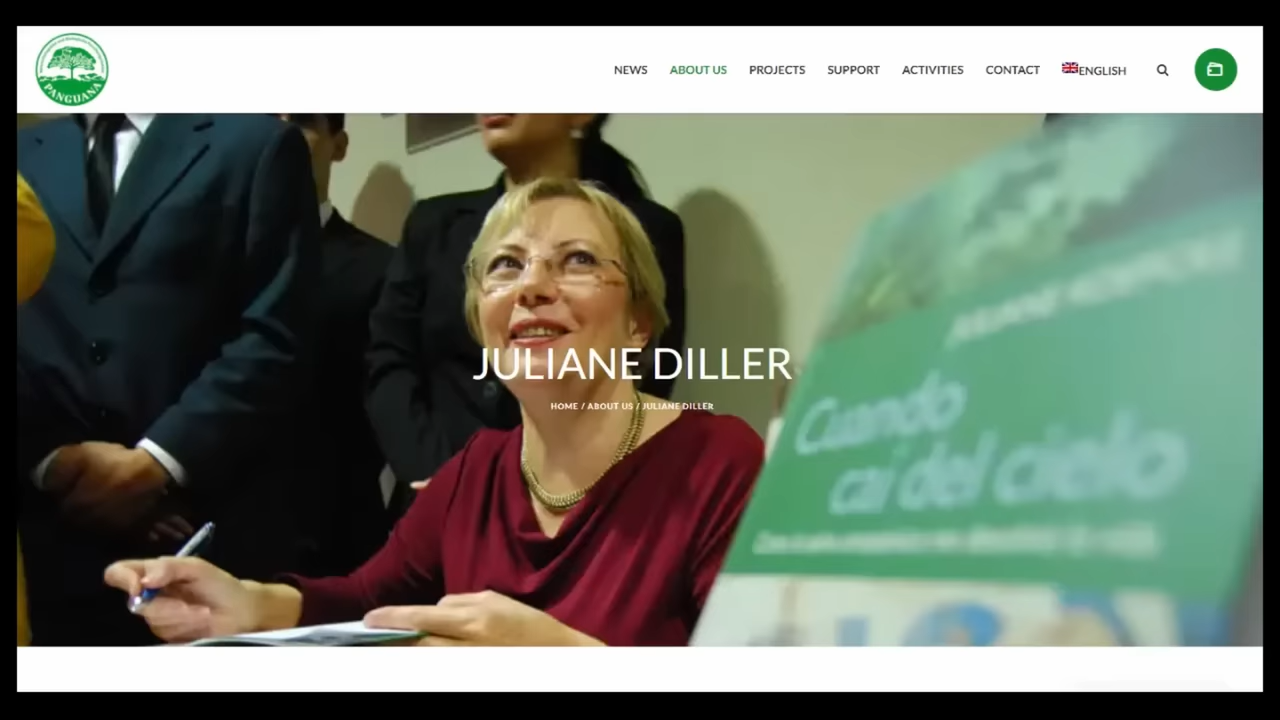 PANGUANA
NEWS
ABOUT US
PROJECTS
SUPPORT
ACTIVITIES
CONTACT
ENGLISH
JULIANE DILLER
HOME / ABOUT US / JULIANE DILLER
Cuando
caí del cielo